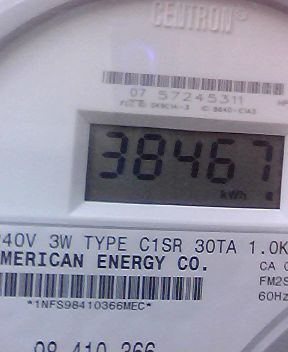 CENTRON®
07 57245311
38467
kWh
240V 3W TYPE C1SR 30TA 1.0K
AMERICAN ENERGY CO.
CA
FM2S
60Hz
*1NFS98410366MEC*
98 410 366